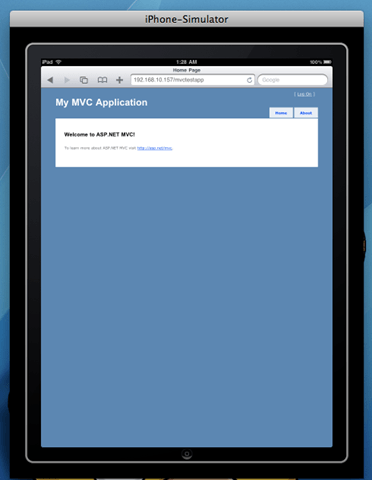 iPhone-Simulator
iPad 1:28 AM 100%
Home Page
192.168.10.157/mvctestapp Google
[ Log On ]
My MVC Application
Home About
Welcome to ASP.NET MVC!
To learn more about ASP.NET MVC visit http://asp.net/mvc.